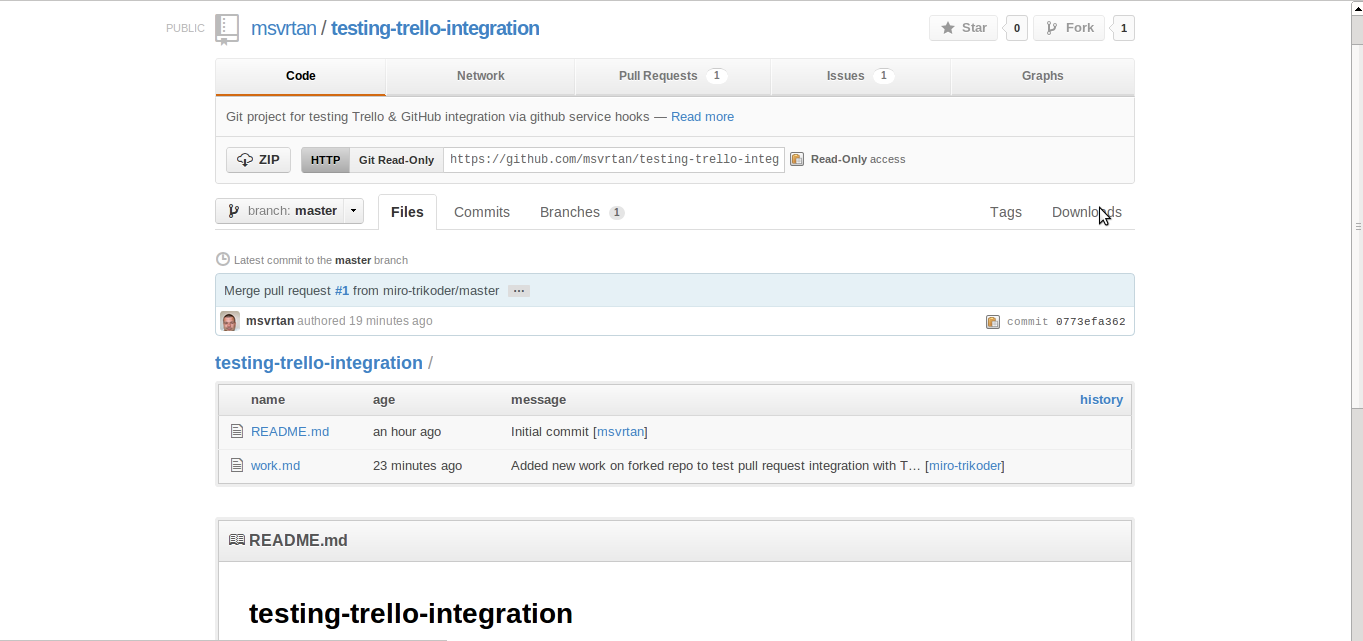 PUBLIC msvrtan / testing-trello-integration Star 0 Fork 1
Code Network Pull Requests 1 Issues 1 Graphs
Git project for testing Trello & GitHub integration via github service hooks — Read more
ZIP HTTP Git Read-Only https://github.com/msvrtan/testing-trello-integ Read-Only access
branch: master Files Commits Branches 1 Tags Downloads
Latest commit to the master branch
Merge pull request #1 from miro-trikoder/master ...
msvrtan authored 19 minutes ago commit 0773efa362
testing-trello-integration /
name age message history
README.md an hour ago Initial commit [msvrtan]
work.md 23 minutes ago Added new work on forked repo to test pull request integration with T… [miro-trikoder]
README.md
testing-trello-integration